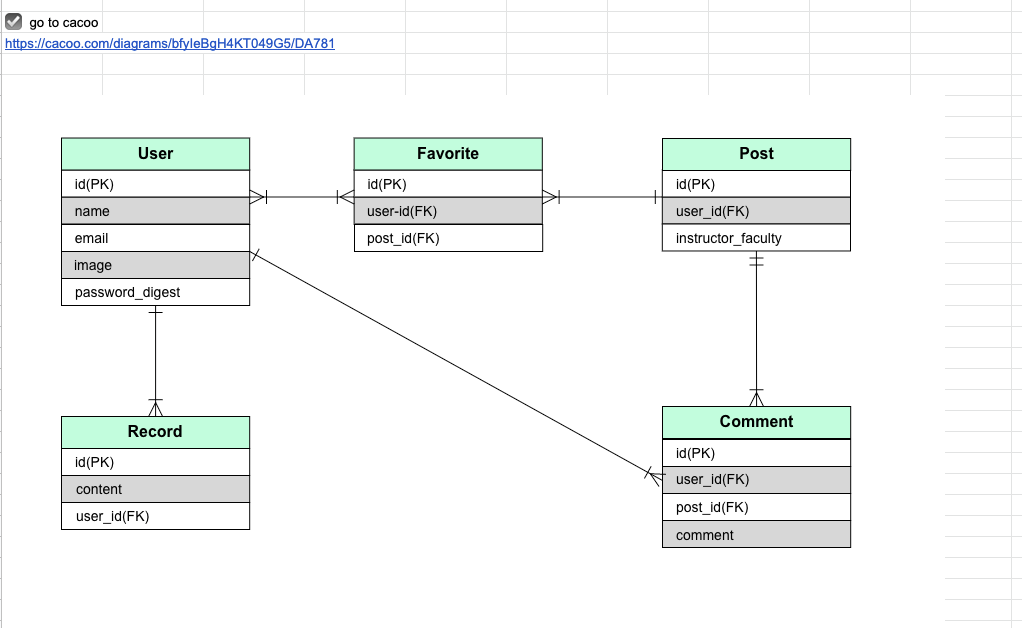 go to cacoo
https://cacoo.com/diagrams/bfyIeBgH4KT049G5/DA781
User
id(PK)
name
email
image
password_digest
Favorite
id(PK)
user-id(FK)
post_id(FK)
Post
id(PK)
user_id(FK)
instructor_faculty
Record
id(PK)
content
user_id(FK)
Comment
id(PK)
user_id(FK)
post_id(FK)
comment